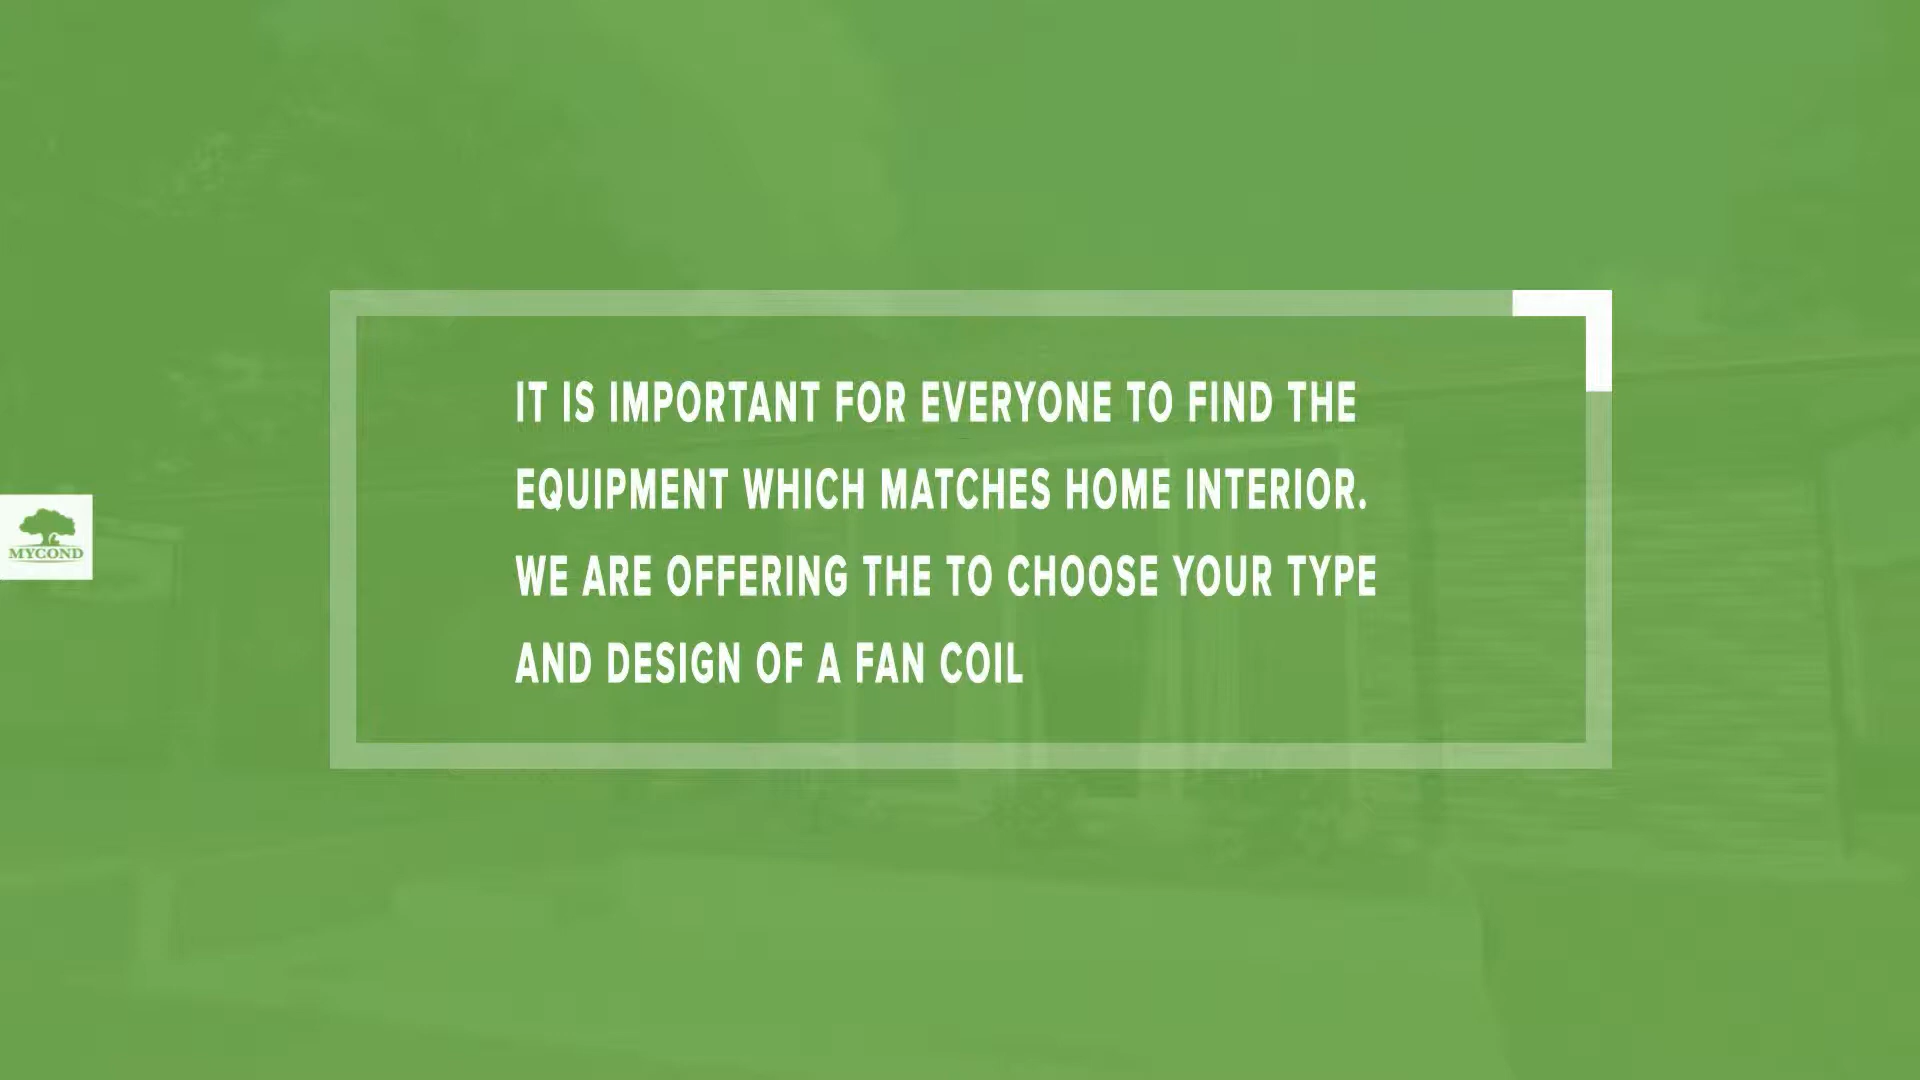 IT IS IMPORTANT FOR EVERYONE TO FIND THE
EQUIPMENT WHICH MATCHES HOME INTERIOR.
WE ARE OFFERING THE TO CHOOSE YOUR TYPE
AND DESIGN OF A FAN COIL
MYCOND